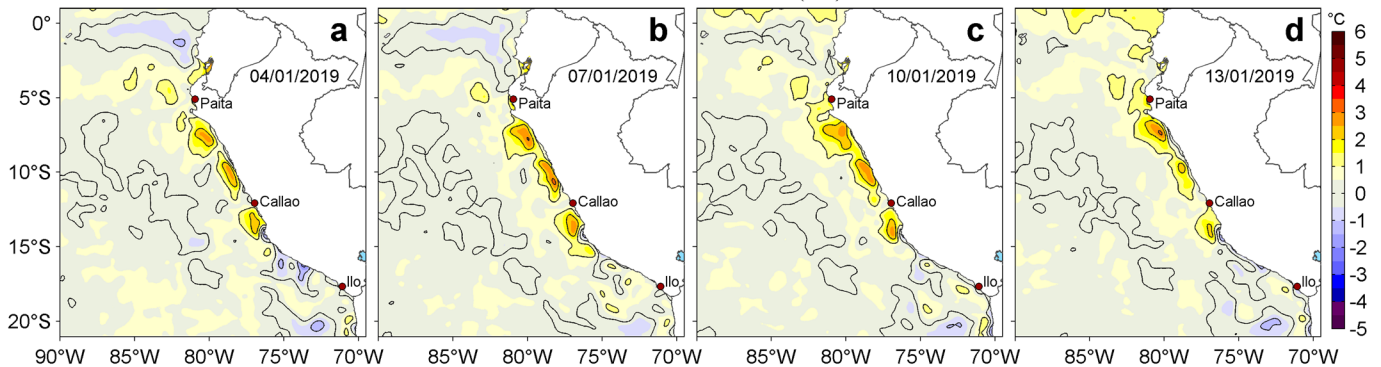 a
b
c
d
°C
04/01/2019
07/01/2019
10/01/2019
13/01/2019
0°
5°S
10°S
15°S
20°S
Paita
Callao
Ilo
Paita
Callao
Ilo
Paita
Callao
Ilo
Paita
Callao
Ilo
90°W 85°W 80°W 75°W 70°W
85°W 80°W 75°W 70°W
85°W 80°W 75°W 70°W
85°W 80°W 75°W 70°W
6
5
4
3
2
1
0
-1
-2
-3
-4
-5